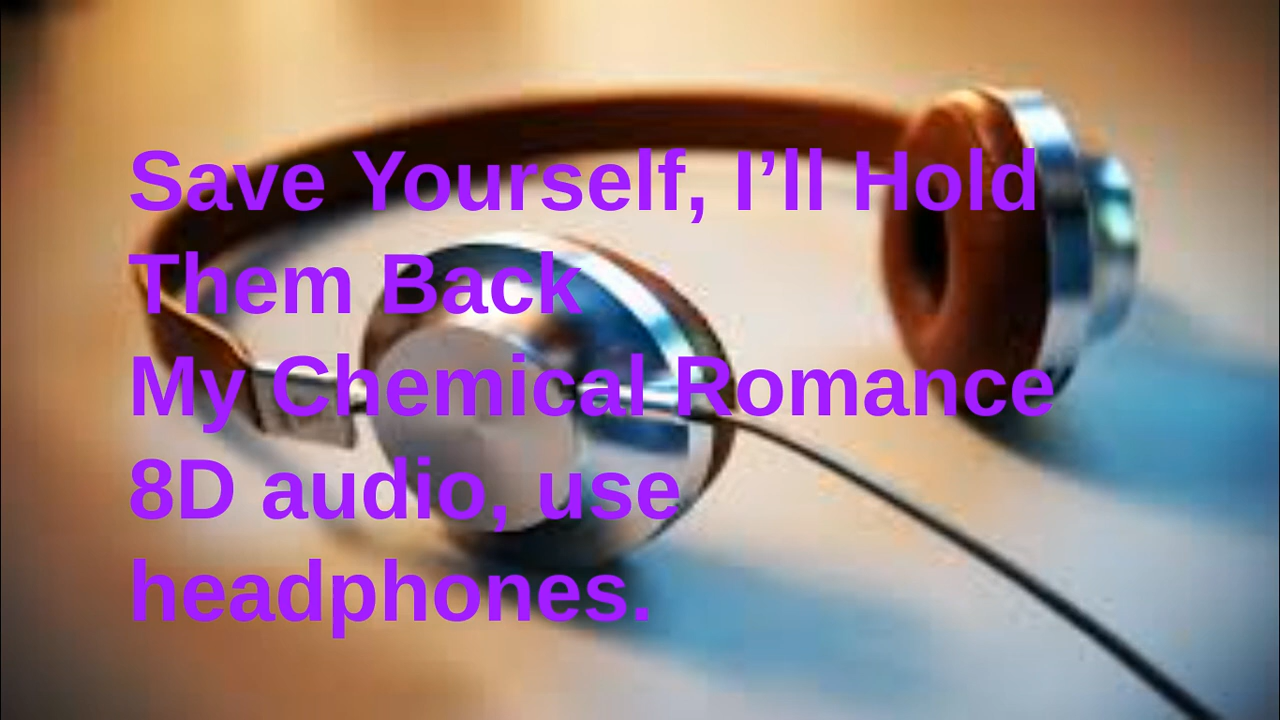 Save Yourself, I’ll Hold
Them Back
My Chemical Romance
8D audio, use
headphones.